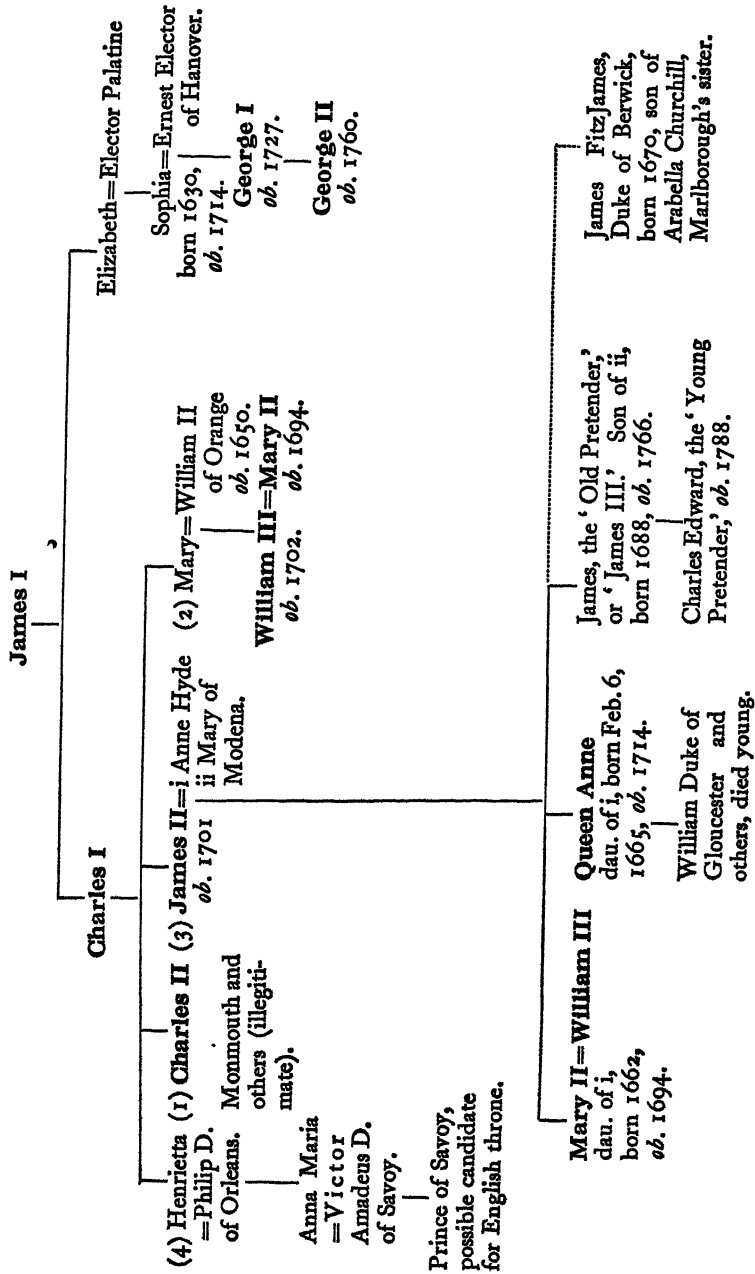 James I
Charles I
Elizabeth=Elector Palatine
Sophia=Ernest Elector
born 1630, of Hanover.
ob. 1714.
George I
ob. 1727.
George II
ob. 1760.
(4) Henrietta (1) Charles II (3) James II=i Anne Hyde (2) Mary=William II
=Philip D.
of Orleans.
Monmouth and
others (illegiti-
mate).
ob. 1701
ii Mary of
Modena.
of Orange
ob. 1650.
William III=Mary II
ob. 1702. ob. 1694.
Anna Maria
=Victor
Amadeus D.
of Savoy.
Prince of Savoy,
possible candidate
for English throne.
Mary II=William III
dau. of i,
born 1662,
ob. 1694.
Queen Anne
dau. of i, born Feb. 6,
1665, ob. 1714.
William Duke of
Gloucester and
others, died young.
James, the ‘ Old Pretender,’
or ‘ James III.’ Son of ii,
born 1688, ob. 1766.
Charles Edward, the ‘ Young
Pretender,’ ob. 1788.
James FitzJames,
Duke of Berwick,
born 1670, son of
Arabella Churchill,
Marlborough's sister.